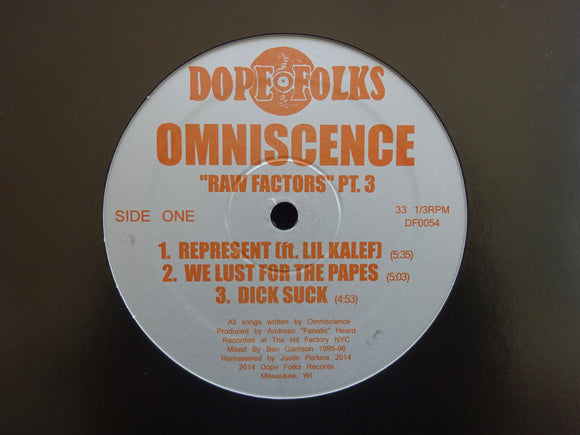 DOPE FOLKS
OMNISCENCE
"RAW FACTORS" PT. 3
SIDE ONE
33 1/3RPM
DF0054
1. REPRESENT (ft. LIL KALEF) (5:35)
2. WE LUST FOR THE PAPES (5:03)
3. DICK SUCK (4:53)
All songs written by Omniscence
Produced by Andreao "Fanatic" Heard
Recorded at The Hit Factory NYC
Mixed By Ben Garrison 1995-96
Remastered by Justin Perkins 2014
2014 Dope Folks Records
Milwaukee, WI